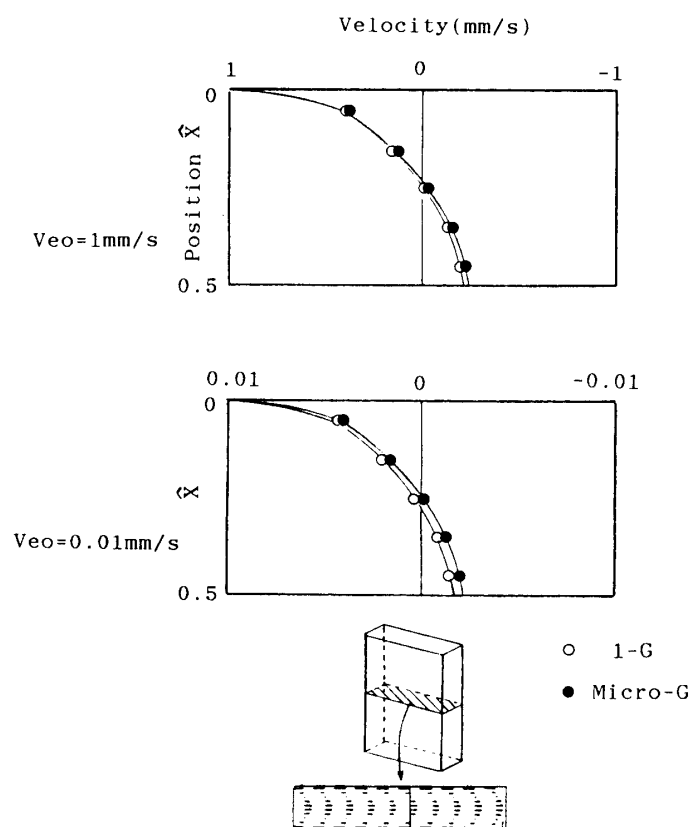 Velocity(mm/s)
1 0 -1
0
Position X̂
Veo=1mm/s
0.5
0.01 0 -0.01
0
X̂
Veo=0.01mm/s
0.5
○ 1-G
● Micro-G